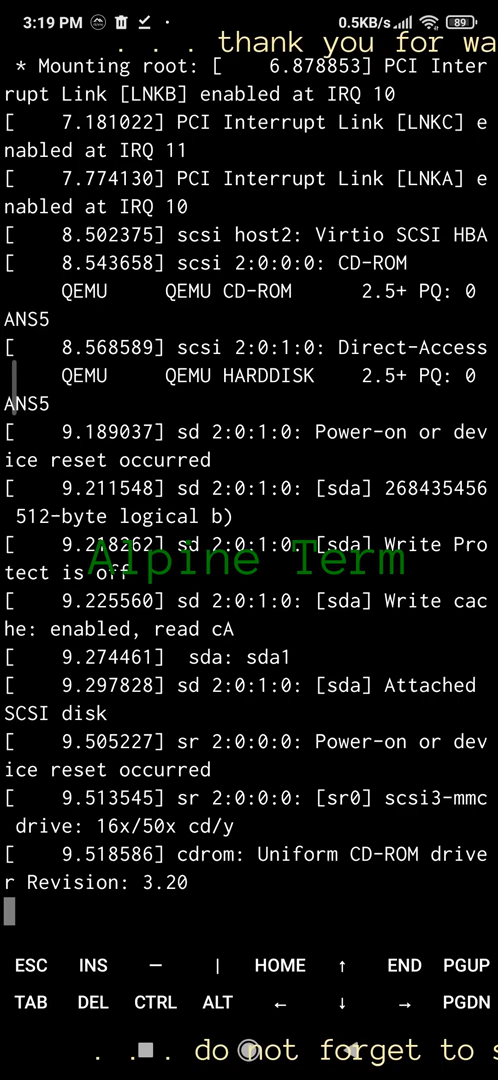 3:19 PM 0.5KB/s 89
. . . thank you for wa
* Mounting root: [    6.878853] PCI Inter
rupt Link [LNKB] enabled at IRQ 10
[    7.181022] PCI Interrupt Link [LNKC] e
nabled at IRQ 11
[    7.774130] PCI Interrupt Link [LNKA] e
nabled at IRQ 10
[    8.502375] scsi host2: Virtio SCSI HBA
[    8.543658] scsi 2:0:0:0: CD-ROM
QEMU     QEMU CD-ROM      2.5+ PQ: 0
ANS5
[    8.568589] scsi 2:0:1:0: Direct-Access
QEMU     QEMU HARDDISK    2.5+ PQ: 0
ANS5
[    9.189037] sd 2:0:1:0: Power-on or dev
ice reset occurred
[    9.211548] sd 2:0:1:0: [sda] 268435456
512-byte logical b)
[    9.218262] sd 2:0:1:0: [sda] Write Pro
Alpine Term
tect is off
[    9.225560] sd 2:0:1:0: [sda] Write cac
he: enabled, read cA
[    9.274461]  sda: sda1
[    9.297828] sd 2:0:1:0: [sda] Attached
SCSI disk
[    9.505227] sr 2:0:0:0: Power-on or dev
ice reset occurred
[    9.513545] sr 2:0:0:0: [sr0] scsi3-mmc
drive: 16x/50x cd/y
[    9.518586] cdrom: Uniform CD-ROM drive
r Revision: 3.20
ESC INS — | HOME ↑ END PGUP
TAB DEL CTRL ALT ← ↓ → PGDN
. . . do not forget to s